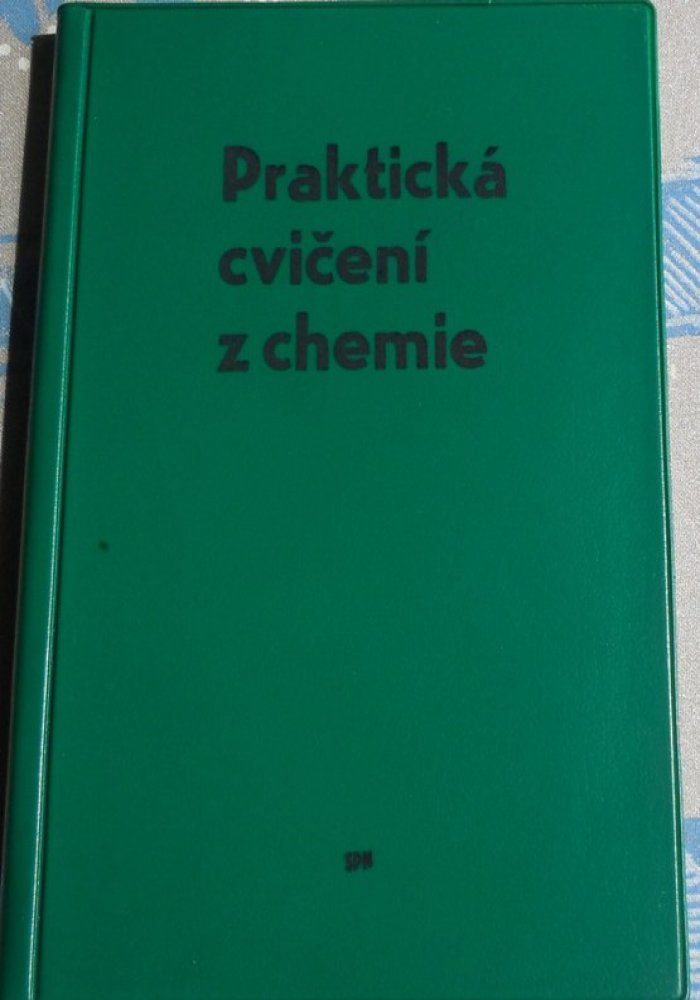 Praktická
cvičení
z chemie
SPN